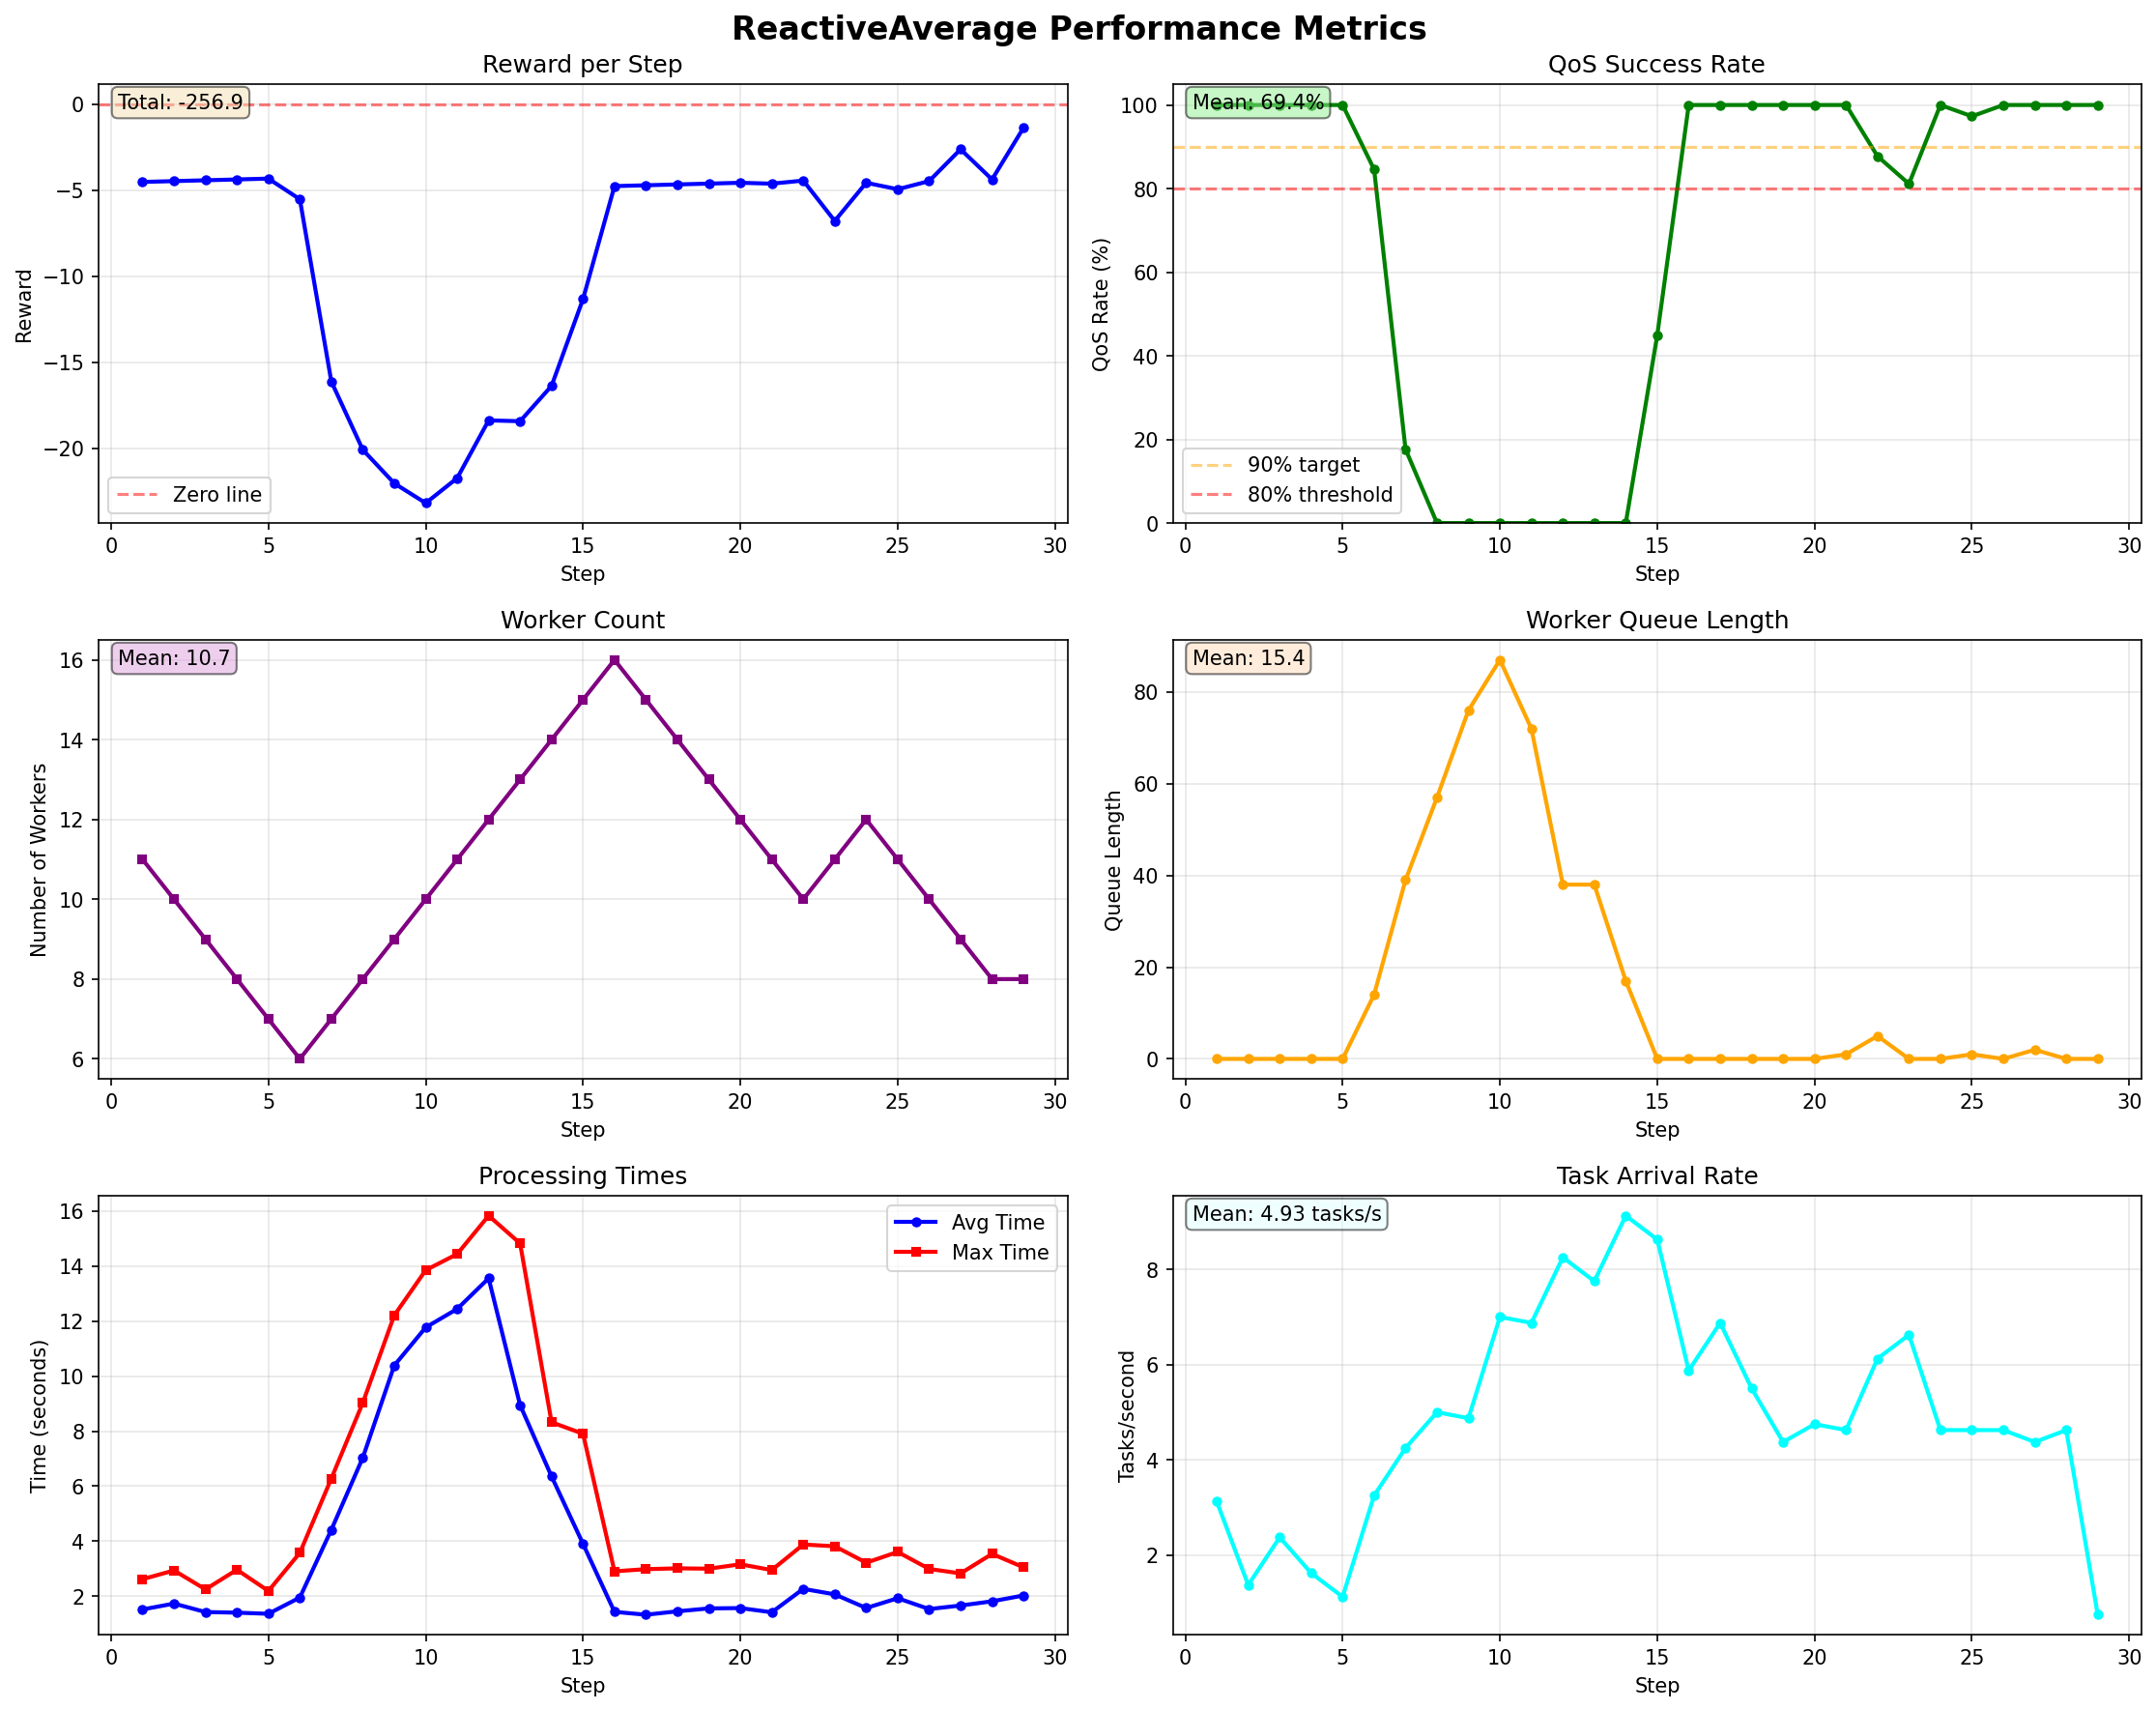 ReactiveAverage Performance Metrics
Reward per Step
Total: -256.9
0
−5
−10
−15
−20
Reward
Zero line
0 5 10 15 20 25 30
Step
QoS Success Rate
Mean: 69.4%
100
80
60
40
20
0
QoS Rate (%)
90% target
80% threshold
0 5 10 15 20 25 30
Step
Worker Count
Mean: 10.7
16
14
12
10
8
6
Number of Workers
0 5 10 15 20 25 30
Step
Worker Queue Length
Mean: 15.4
80
60
40
20
0
Queue Length
0 5 10 15 20 25 30
Step
Processing Times
Avg Time
Max Time
16
14
12
10
8
6
4
2
Time (seconds)
0 5 10 15 20 25 30
Step
Task Arrival Rate
Mean: 4.93 tasks/s
8
6
4
2
Tasks/second
0 5 10 15 20 25 30
Step